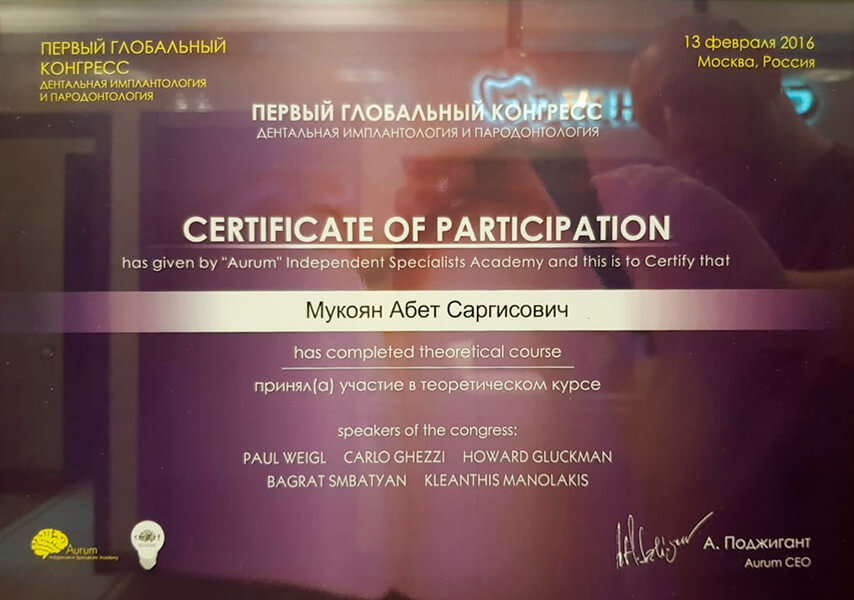 ПЕРВЫЙ ГЛОБАЛЬНЫЙ
КОНГРЕСС
ДЕНТАЛЬНАЯ ИМПЛАНТОЛОГИЯ
И ПАРОДОНТОЛОГИЯ
13 февраля 2016
Москва, Россия
ПЕРВЫЙ ГЛОБАЛЬНЫЙ КОНГРЕСС
ДЕНТАЛЬНАЯ ИМПЛАНТОЛОГИЯ И ПАРОДОНТОЛОГИЯ
CERTIFICATE OF PARTICIPATION
has given by "Aurum" Independent Specialists Academy and this is to Certify that
Мукоян Абет Саргисович
has completed theoretical course
принял(а) участие в теоретическом курсе
speakers of the congress:
PAUL WEIGL CARLO GHEZZI HOWARD GLUCKMAN
BAGRAT SMBATYAN KLEANTHIS MANOLAKIS
Aurum
Independent Specialists Academy
smart
А. Поджигант
Aurum CEO